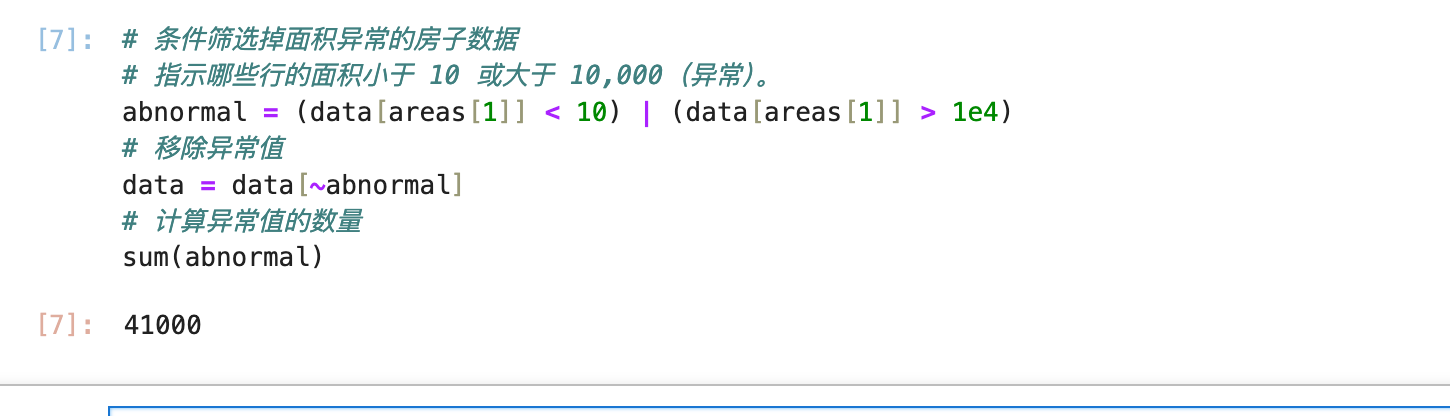 [7]: # 条件筛选掉面积异常的房子数据
# 指示哪些行的面积小于 10 或大于 10,000（异常）。
abnormal = (data[areas[1]] < 10) | (data[areas[1]] > 1e4)
# 移除异常值
data = data[~abnormal]
# 计算异常值的数量
sum(abnormal)
[7]: 41000